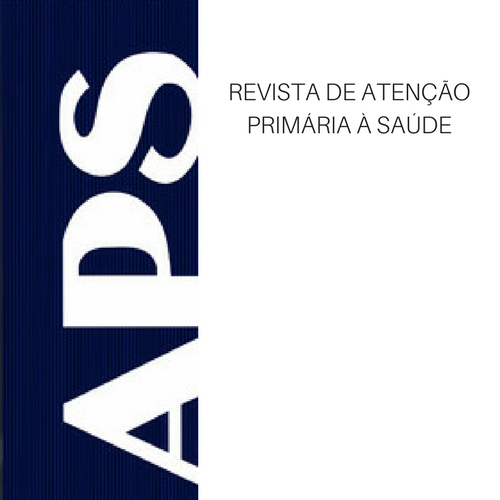 APS
REVISTA DE ATENÇÃO
PRIMÁRIA À SAÚDE